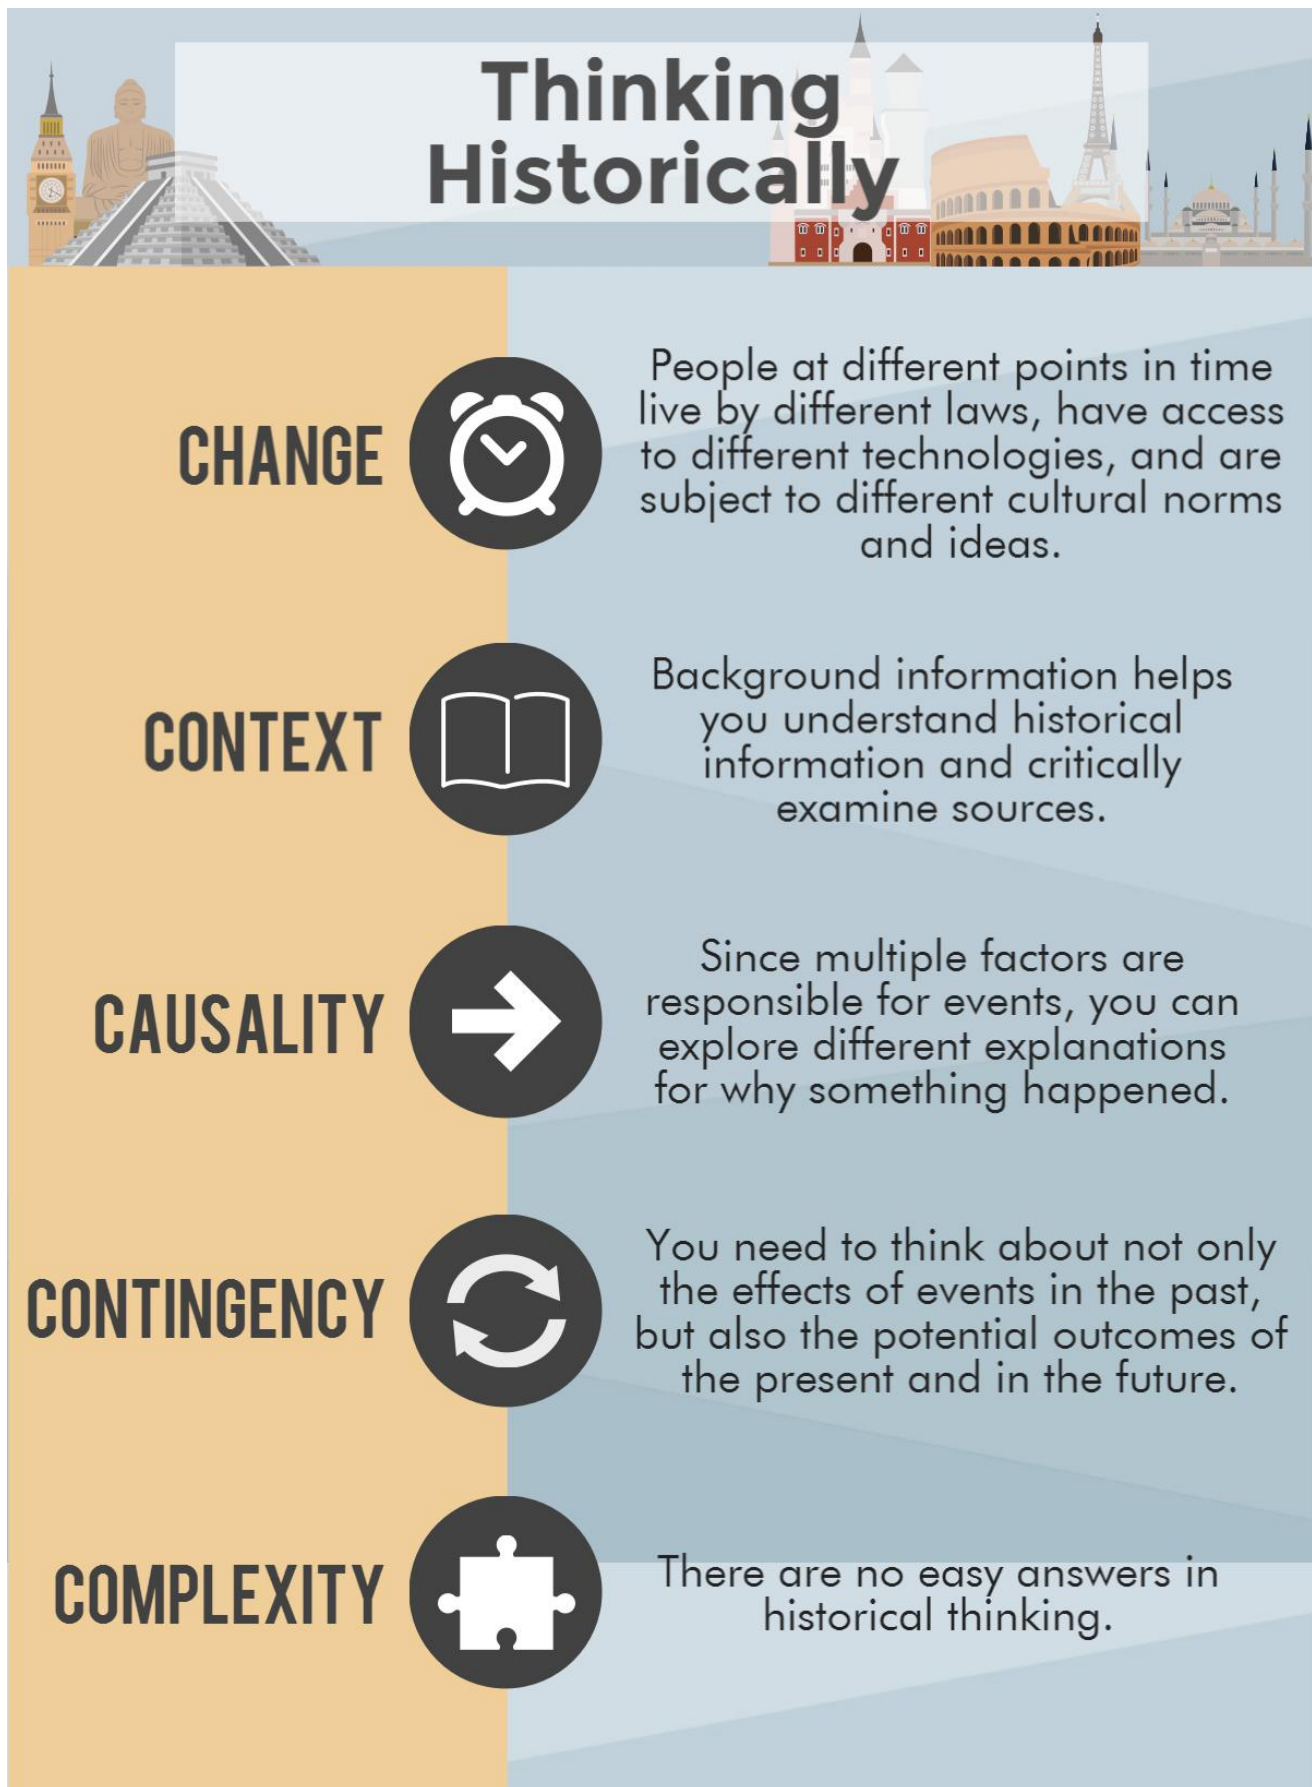 Thinking
Historically
CHANGE
People at different points in time
live by different laws, have access
to different technologies, and are
subject to different cultural norms
and ideas.
CONTEXT
Background information helps
you understand historical
information and critically
examine sources.
CAUSALITY
Since multiple factors are
responsible for events, you can
explore different explanations
for why something happened.
CONTINGENCY
You need to think about not only
the effects of events in the past,
but also the potential outcomes of
the present and in the future.
COMPLEXITY
There are no easy answers in
historical thinking.